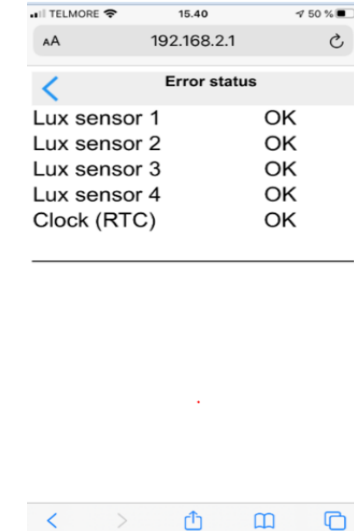 TELMORE 15.40 50 %
AA 192.168.2.1
Error status
Lux sensor 1 OK
Lux sensor 2 OK
Lux sensor 3 OK
Lux sensor 4 OK
Clock (RTC) OK